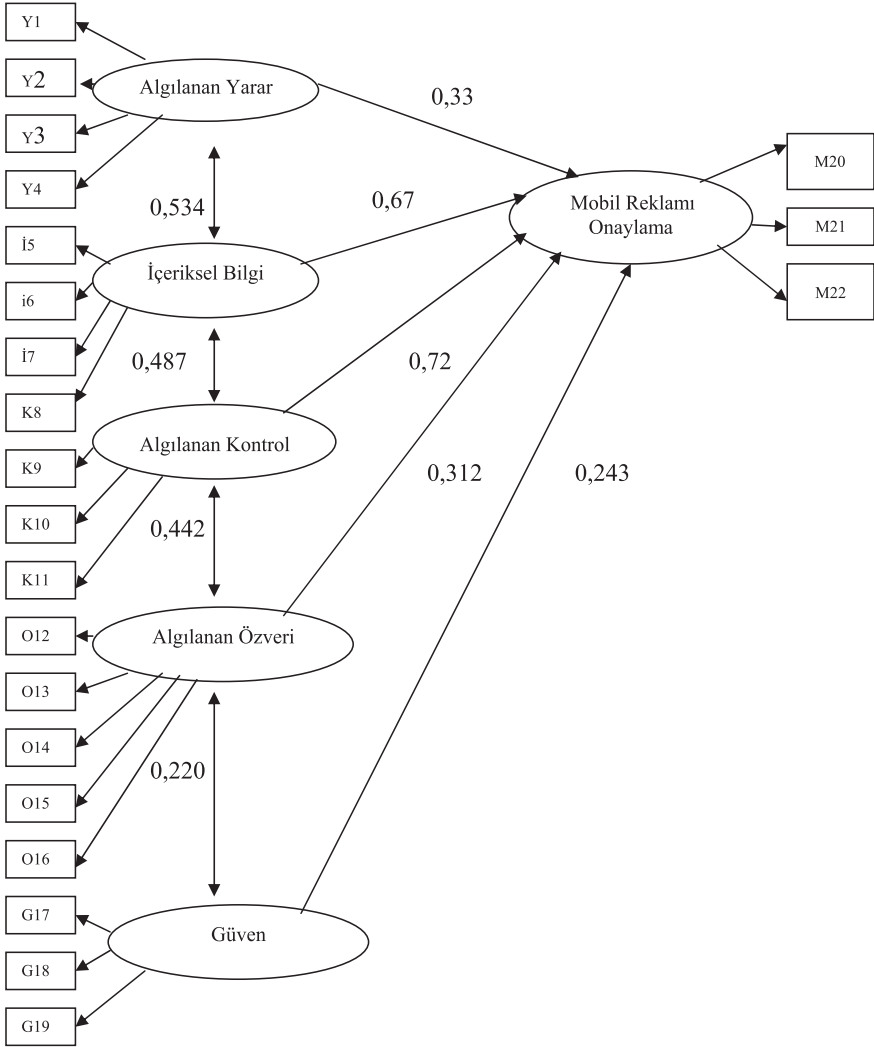 Y1
Y2
Algılanan Yarar
0,33
Y3
M20
Y4
0,534
0,67
Mobil Reklamı
Onaylama
M21
İ5
İçeriksel Bilgi
i6
M22
İ7
0,487
0,72
K8
Algılanan Kontrol
K9
0,312
0,243
K10
0,442
K11
O12
Algılanan Özveri
O13
O14
0,220
O15
O16
G17
Güven
G18
G19